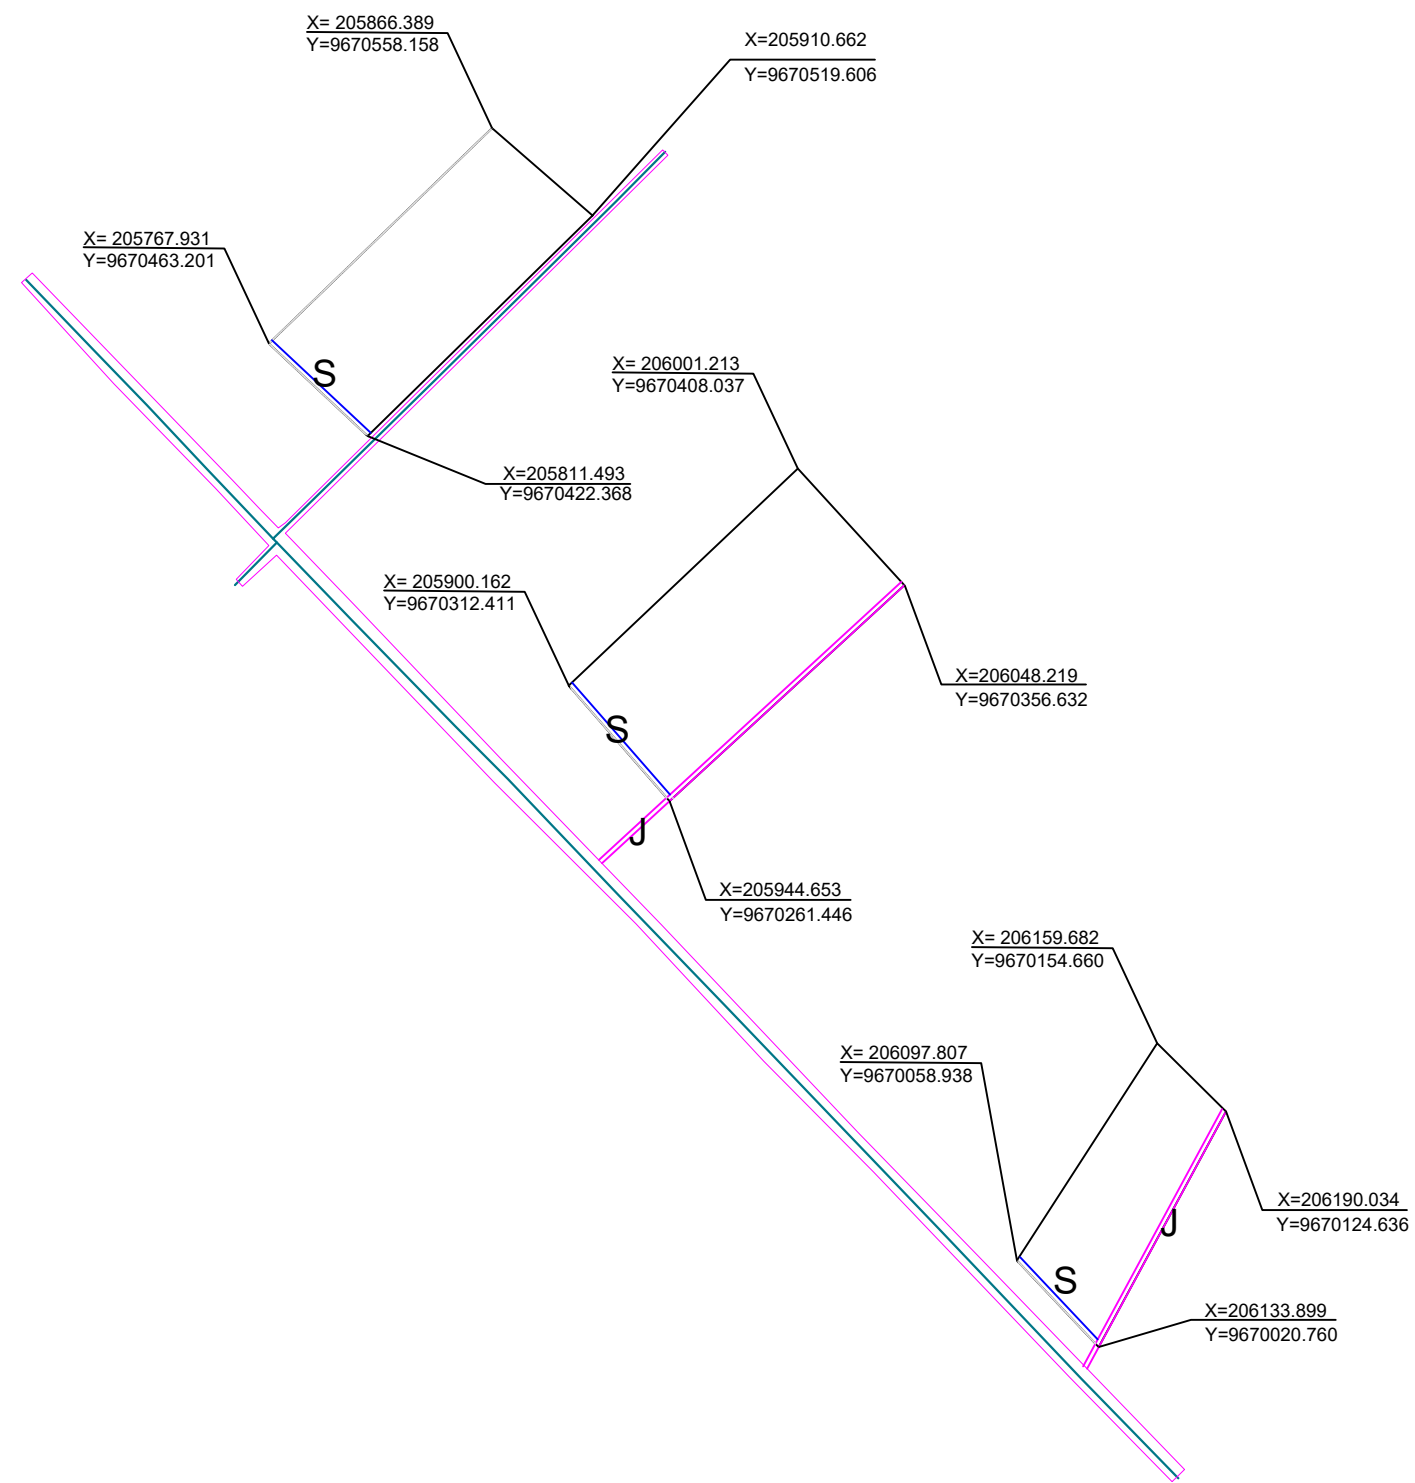 X= 205866.389
Y=9670558.158
X=205910.662
Y=9670519.606
X= 205767.931
Y=9670463.201
S
X= 206001.213
Y=9670408.037
X=205811.493
Y=9670422.368
X= 205900.162
Y=9670312.411
X=206048.219
Y=9670356.632
S
J
X=205944.653
Y=9670261.446
X= 206159.682
Y=9670154.660
X= 206097.807
Y=9670058.938
X=206190.034
Y=9670124.636
J
S
X=206133.899
Y=9670020.760